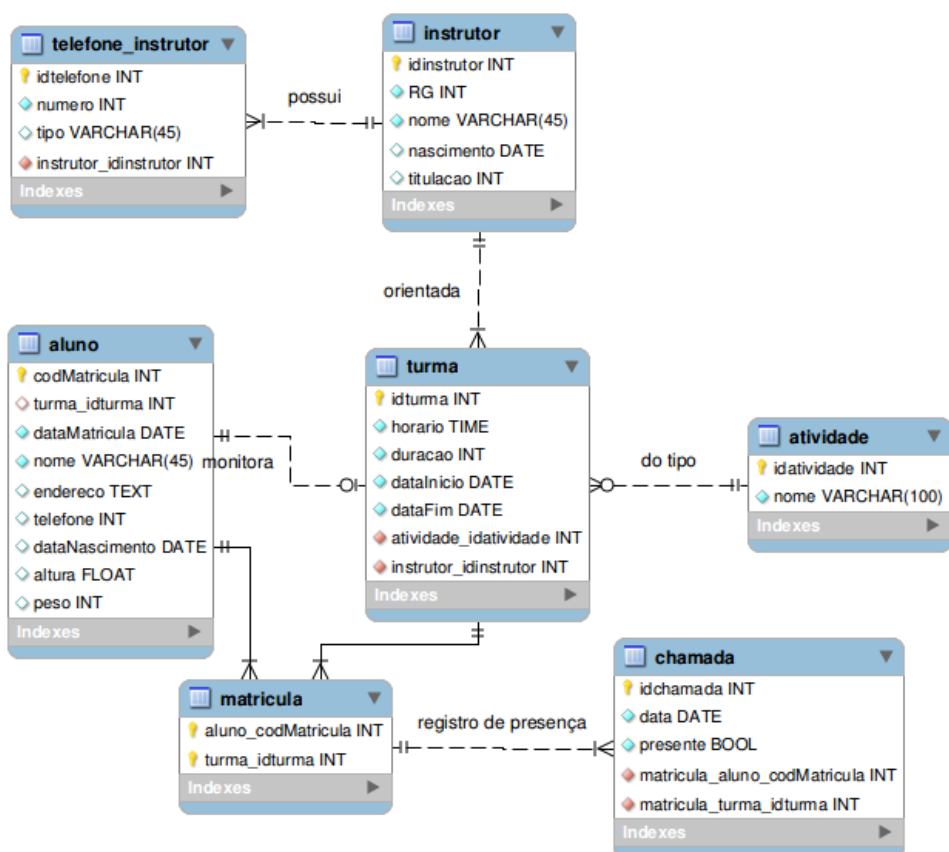 telefone_instrutor
idtelefone INT
numero INT
tipo VARCHAR(45)
instrutor_idinstrutor INT
Indexes
possui
instrutor
idinstrutor INT
RG INT
nome VARCHAR(45)
nascimento DATE
titulacao INT
Indexes
orientada
aluno
codMatricula INT
turma_idturma INT
dataMatricula DATE
nome VARCHAR(45)
endereco TEXT
telefone INT
dataNascimento DATE
altura FLOAT
peso INT
Indexes
monitora
turma
idturma INT
horario TIME
duracao INT
dataInicio DATE
dataFim DATE
atividade_idatividade INT
instrutor_idinstrutor INT
Indexes
do tipo
atividade
idatividade INT
nome VARCHAR(100)
Indexes
matricula
aluno_codMatricula INT
turma_idturma INT
Indexes
registro de presença
chamada
idchamada INT
data DATE
presente BOOL
matricula_aluno_codMatricula INT
matricula_turma_idturma INT
Indexes